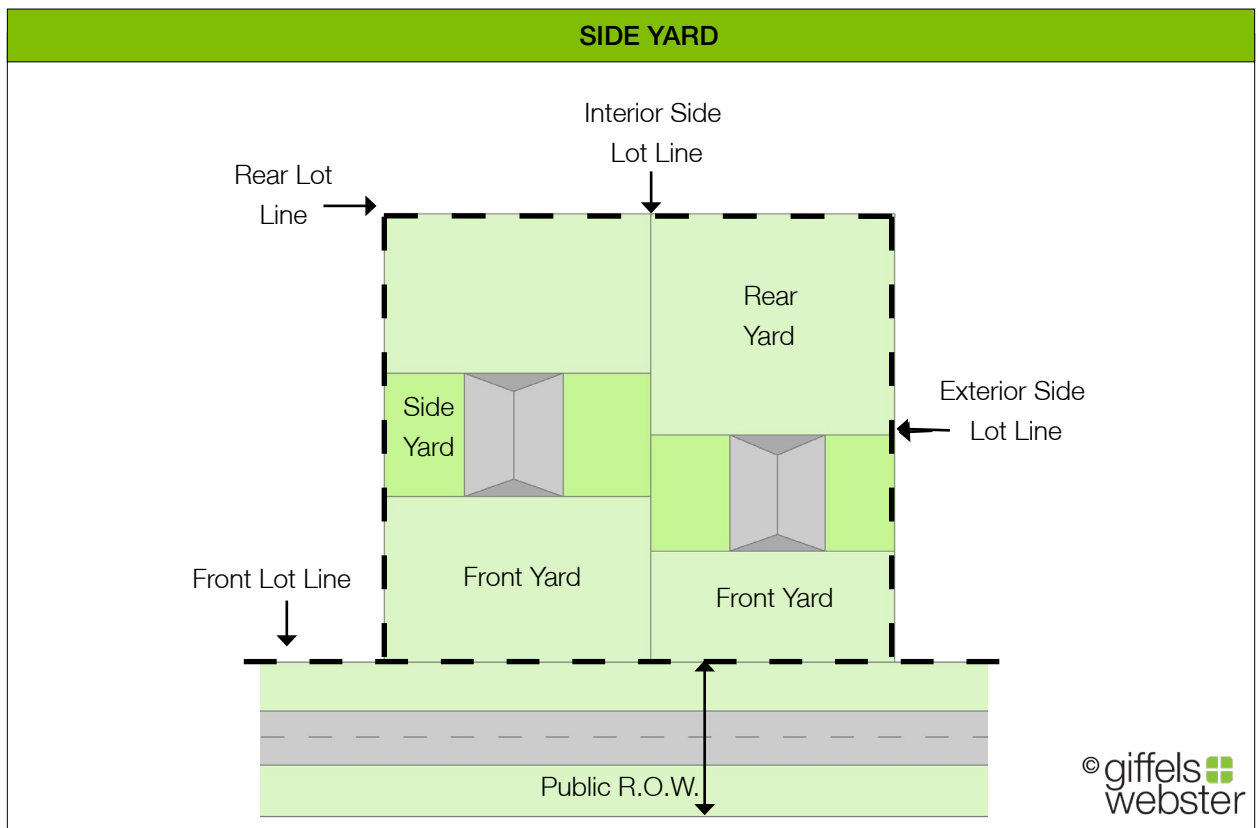 SIDE YARD
Interior Side
Lot Line
Rear Lot
Line
Rear
Yard
Side
Yard
Exterior Side
Lot Line
Front Lot Line
Front Yard
Front Yard
Public R.O.W.
© giffels
webster